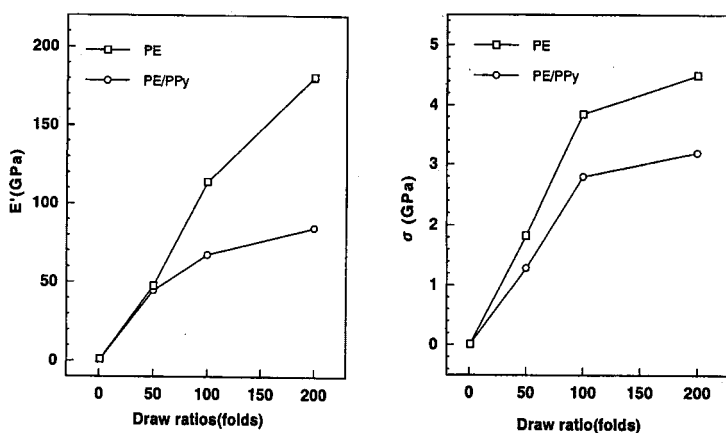 200
150
100
50
0
E'(GPa)
PE
PE/PPy
0 50 100 150 200
Draw ratios(folds)
5
4
3
2
1
0
σ (GPa)
PE
PE/PPy
0 50 100 150 200
Draw ratio(folds)